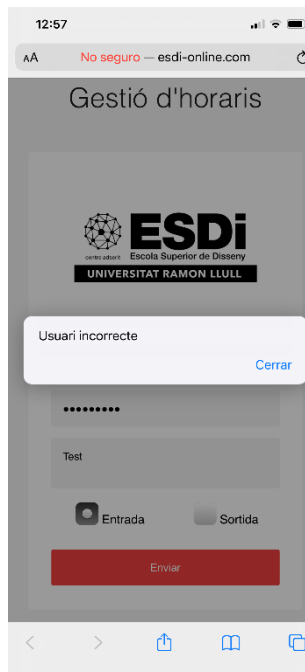 12:57
AA No seguro — esdi-online.com
Gestió d'horaris
ESDi
centre adscrit Escola Superior de Disseny
UNIVERSITAT RAMON LLULL
Usuari incorrecte
Cerrar
•••••••••
Test
Entrada Sortida
Enviar